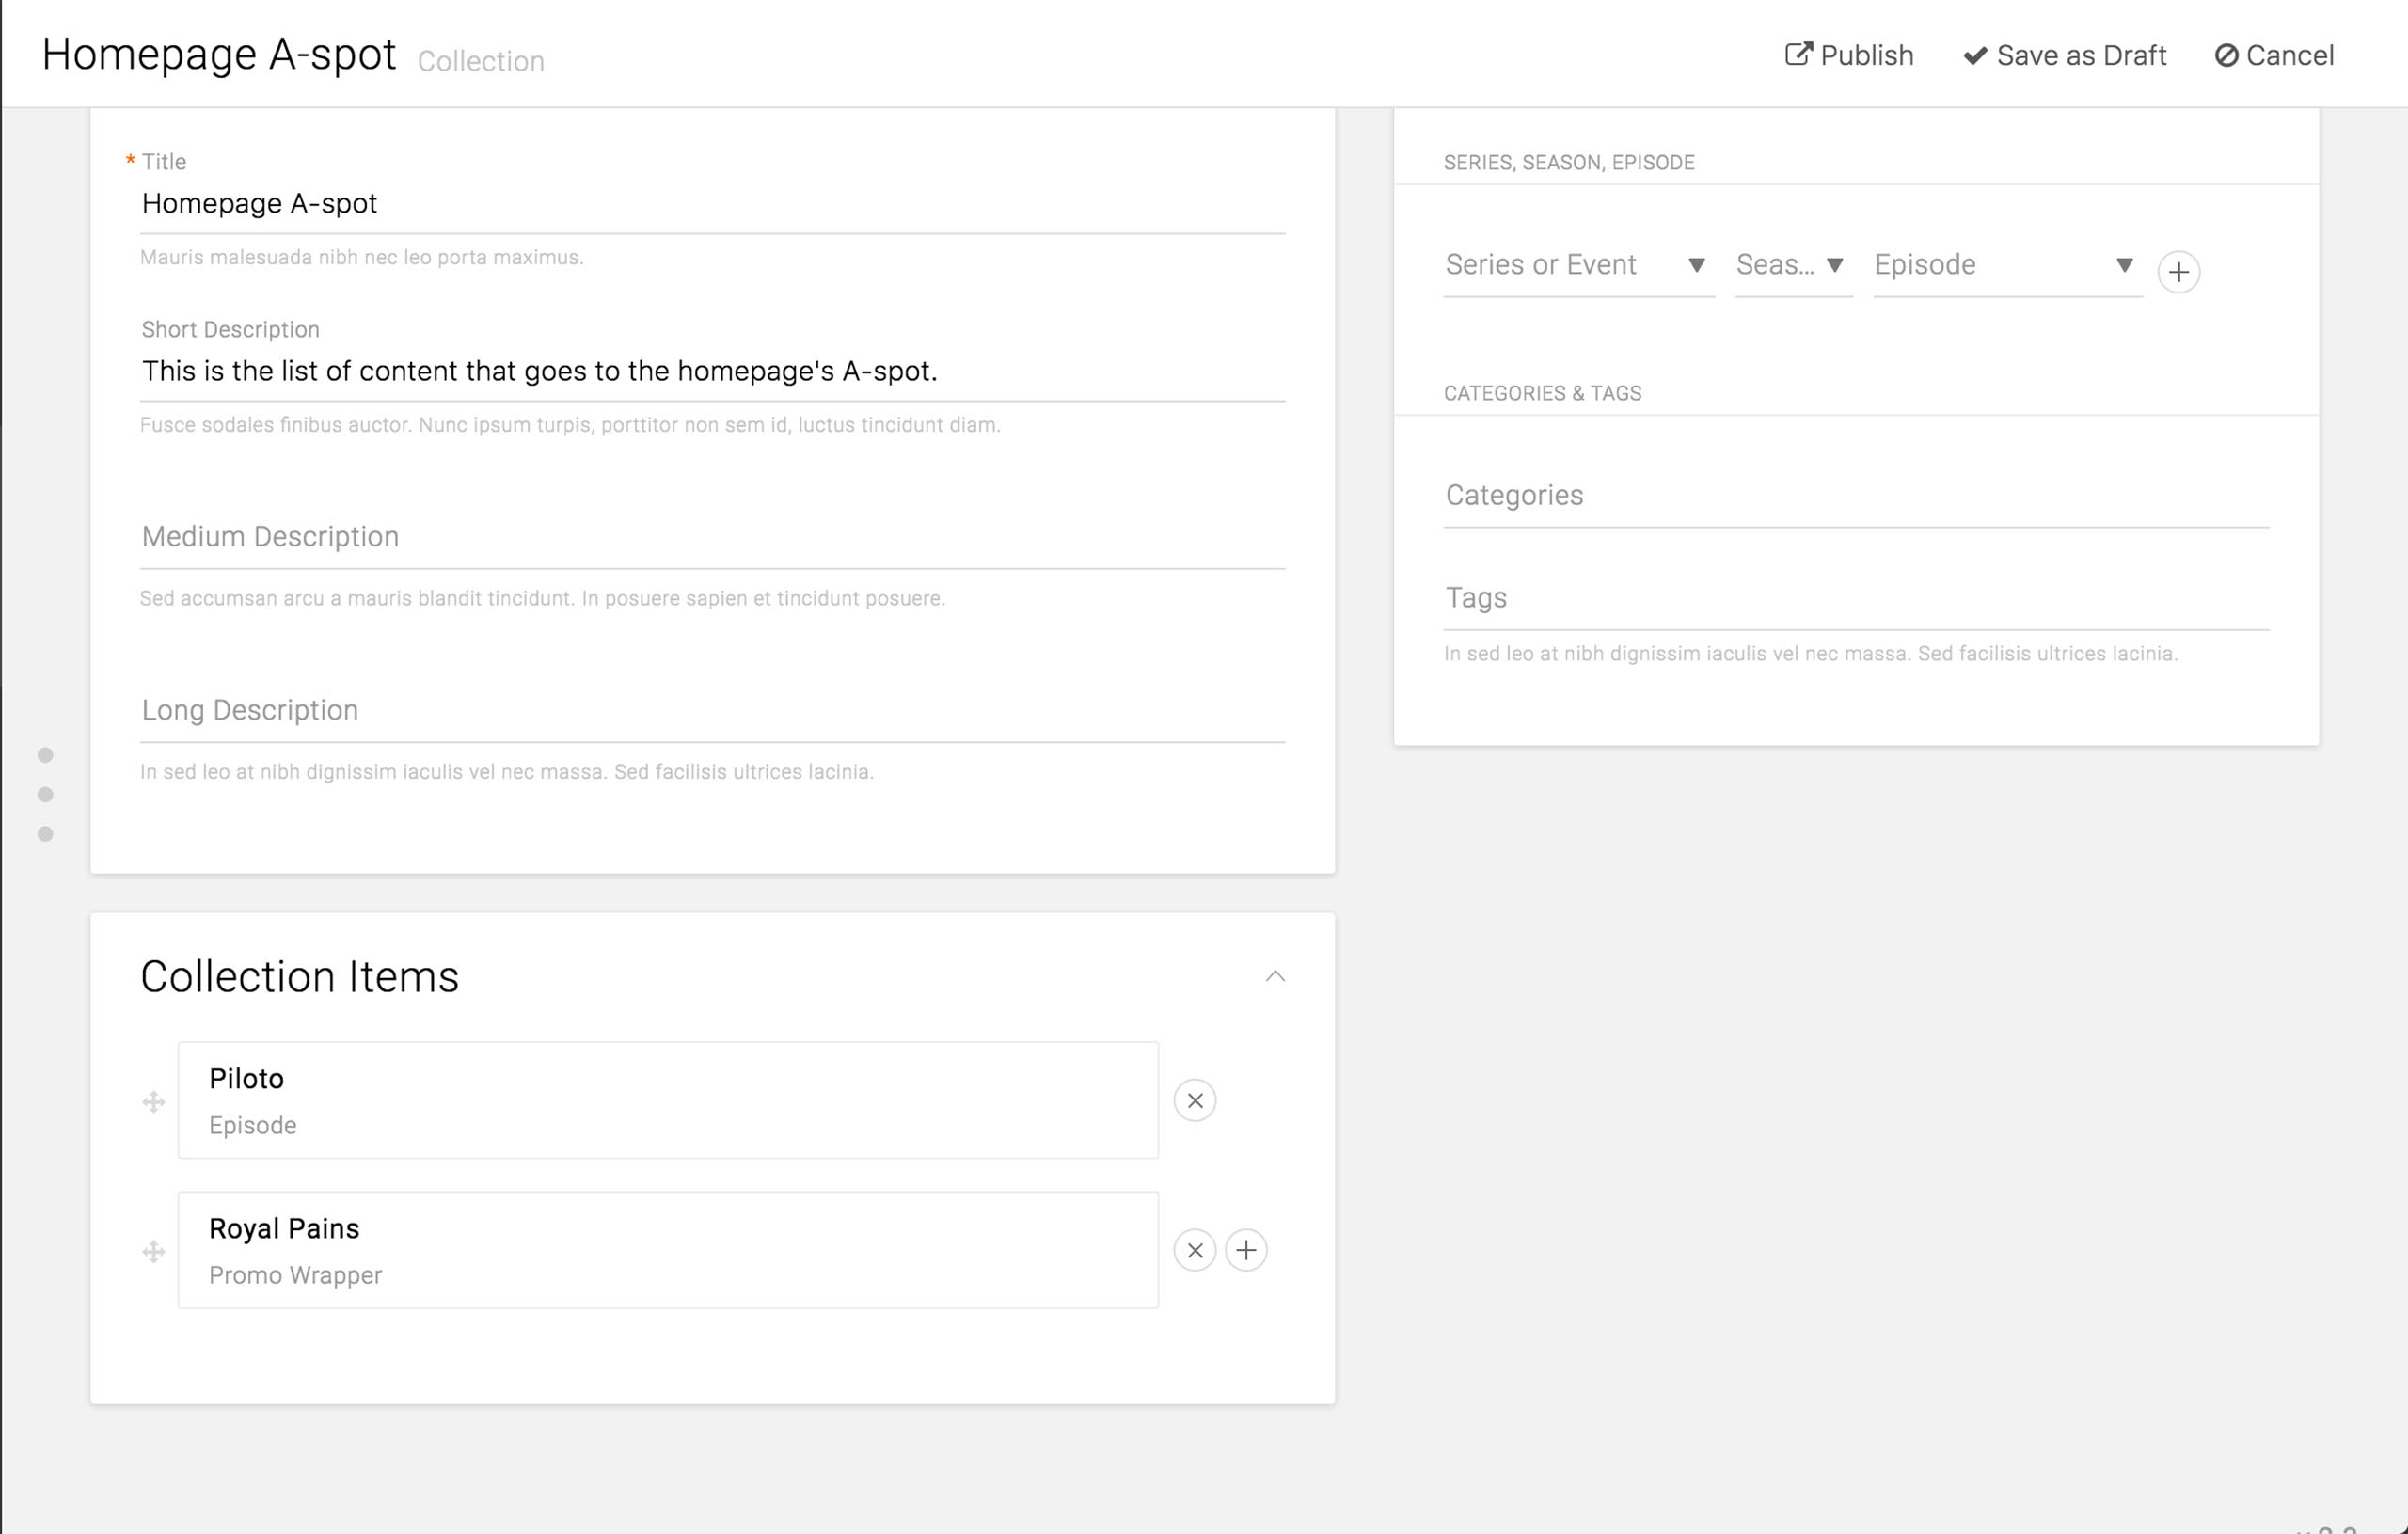 Homepage A-spot Collection
Publish Save as Draft Cancel
* Title
Homepage A-spot
Mauris malesuada nibh nec leo porta maximus.
Short Description
This is the list of content that goes to the homepage's A-spot.
Fusce sodales finibus auctor. Nunc ipsum turpis, porttitor non sem id, luctus tincidunt diam.
Medium Description
Sed accumsan arcu a mauris blandit tincidunt. In posuere sapien et tincidunt posuere.
Long Description
In sed leo at nibh dignissim iaculis vel nec massa. Sed facilisis ultrices lacinia.
Collection Items
Piloto
Episode
Royal Pains
Promo Wrapper
SERIES, SEASON, EPISODE
Series or Event Seas... Episode
CATEGORIES & TAGS
Categories
Tags
In sed leo at nibh dignissim iaculis vel nec massa. Sed facilisis ultrices lacinia.